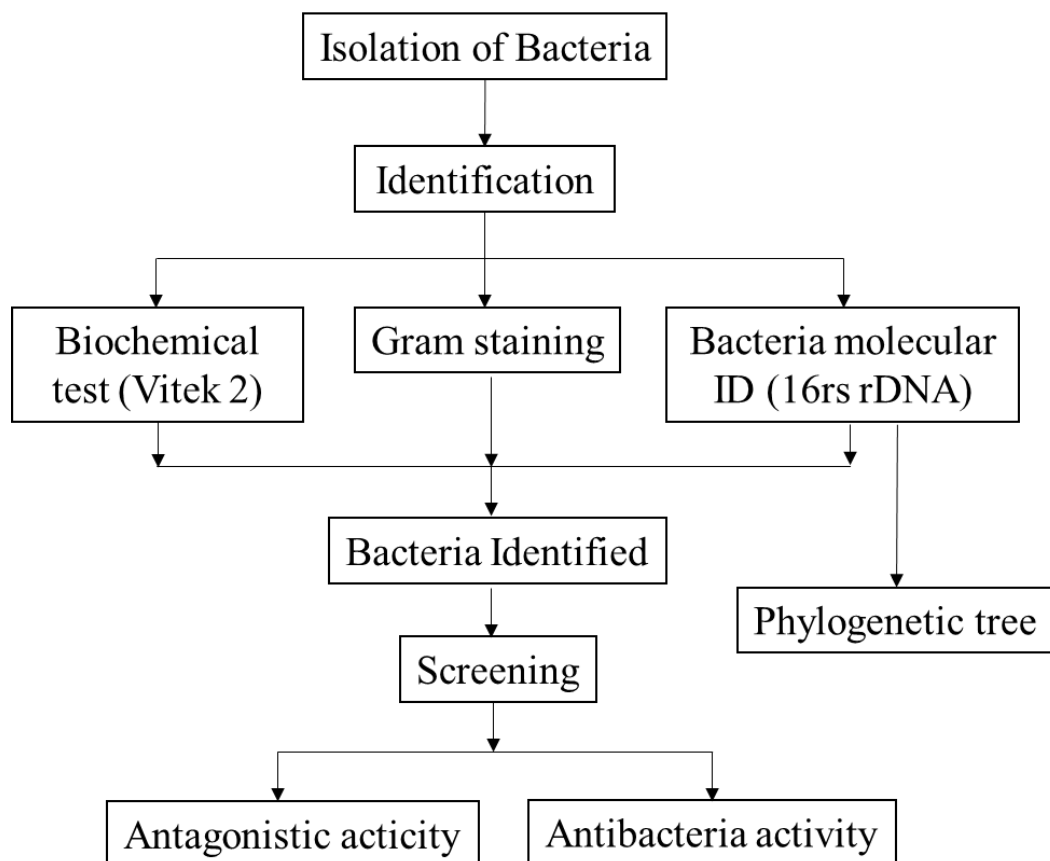 Isolation of Bacteria
Identification
Biochemical
test (Vitek 2)
Gram staining
Bacteria molecular
ID (16rs rDNA)
Bacteria Identified
Phylogenetic tree
Screening
Antagonistic acticity
Antibacteria activity